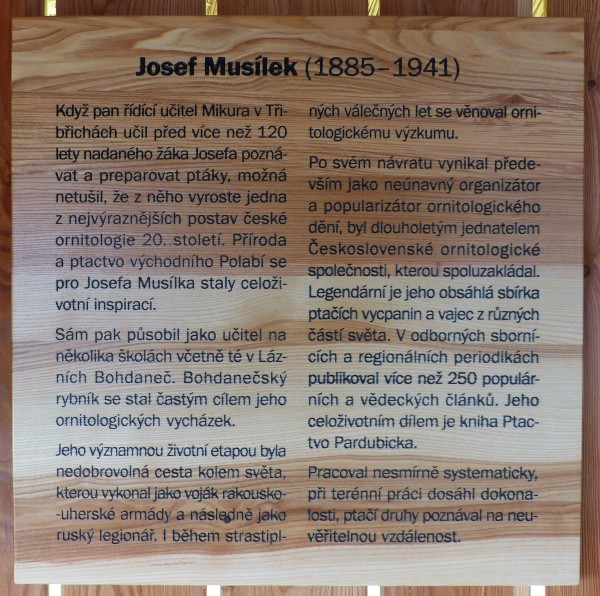 Josef Musílek (1885–1941)
Když pan řídící učitel Mikura v Tři-
břichách učil před více než 120
lety nadaného žáka Josefa pozná-
vat a preparovat ptáky, možná
netušil, že z něho vyroste jedna
z nejvýraznějších postav české
ornitologie 20. století. Příroda
a ptactvo východního Polabí se
pro Josefa Musílka staly celoži-
votní inspirací.
Sám pak působil jako učitel na
několika školách včetně té v Láz-
ních Bohdaneč. Bohdanečský
rybník se stal častým cílem jeho
ornitologických vycházek.
Jeho významnou životní etapou byla
nedobrovolná cesta kolem světa,
kterou vykonal jako voják rakousko-
-uherské armády a následně jako
ruský legionář. I během strastipl-
ných válečných let se věnoval orni-
tologickému výzkumu.
Po svém návratu vynikal přede-
vším jako neúnavný organizátor
a popularizátor ornitologického
dění, byl dlouholetým jednatelem
Československé ornitologické
společnosti, kterou spoluzakládal.
Legendární je jeho obsáhlá sbírka
ptačích vycpanin a vajec z různých
částí světa. V odborných sborní-
cích a regionálních periodikách
publikoval více než 250 populár-
ních a vědeckých článků. Jeho
celoživotním dílem je kniha Ptac-
tvo Pardubicka.
Pracoval nesmírně systematicky,
při terénní práci dosáhl dokona-
losti, ptačí druhy poznával na neu-
věřitelnou vzdálenost.